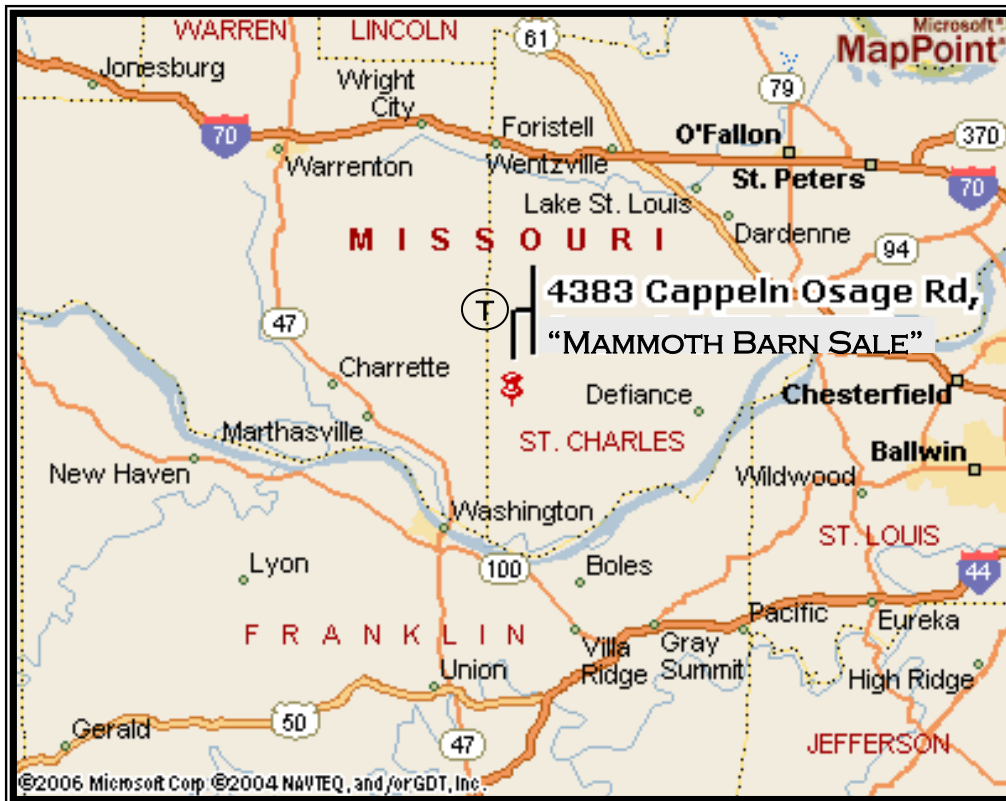 WARREN
LINCOLN
61
Microsoft®
MapPoint®
Jonesburg
Wright
City
79
70
Foristell
O'Fallon
370
Warrenton
Wentzville
St. Peters
70
Lake St. Louis
MISSOURI
Dardenne
94
T
4383 Cappeln Osage Rd,
47
“MAMMOTH BARN SALE”
Charrette
Defiance
Chesterfield
Marthasville
ST. CHARLES
Ballwin
New Haven
Wildwood
Washington
ST. LOUIS
Lyon
100
Boles
44
FRANKLIN
Pacific
Eureka
Villa
Ridge
Gray
Summit
Union
High Ridge
50
Gerald
47
JEFFERSON
©2006 Microsoft Corp ©2004 NAVTEQ, and/or GDT, Inc.